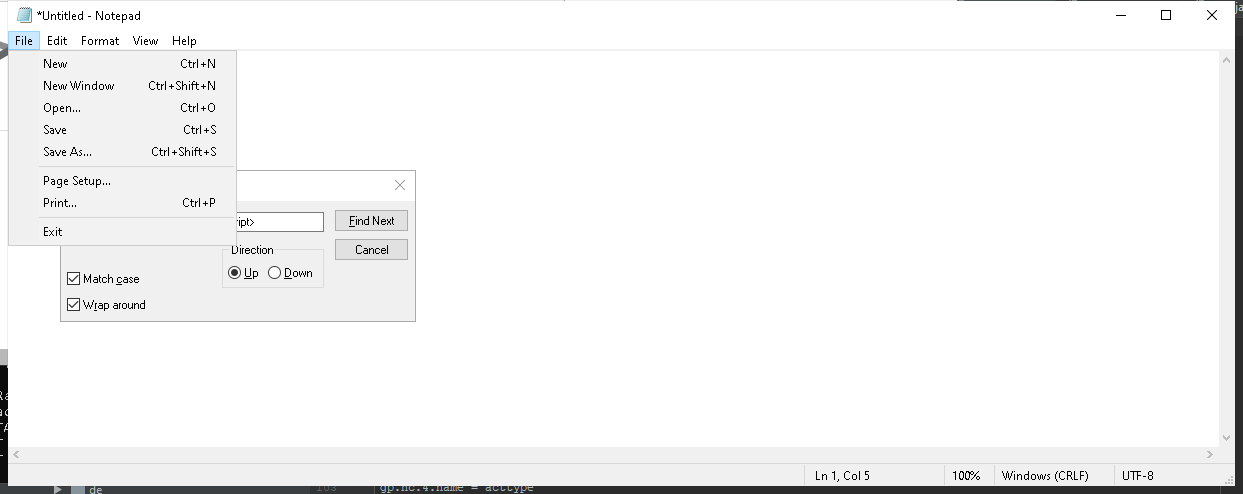 *Untitled - Notepad
File Edit Format View Help
New Ctrl+N
New Window Ctrl+Shift+N
Open... Ctrl+O
Save Ctrl+S
Save As... Ctrl+Shift+S
Page Setup...
Print... Ctrl+P
Exit
ript> Find Next
Direction Cancel
Up Down
Match case
Wrap around
Ln 1, Col 5 100% Windows (CRLF) UTF-8
de
gp.nc.4.name = acttype